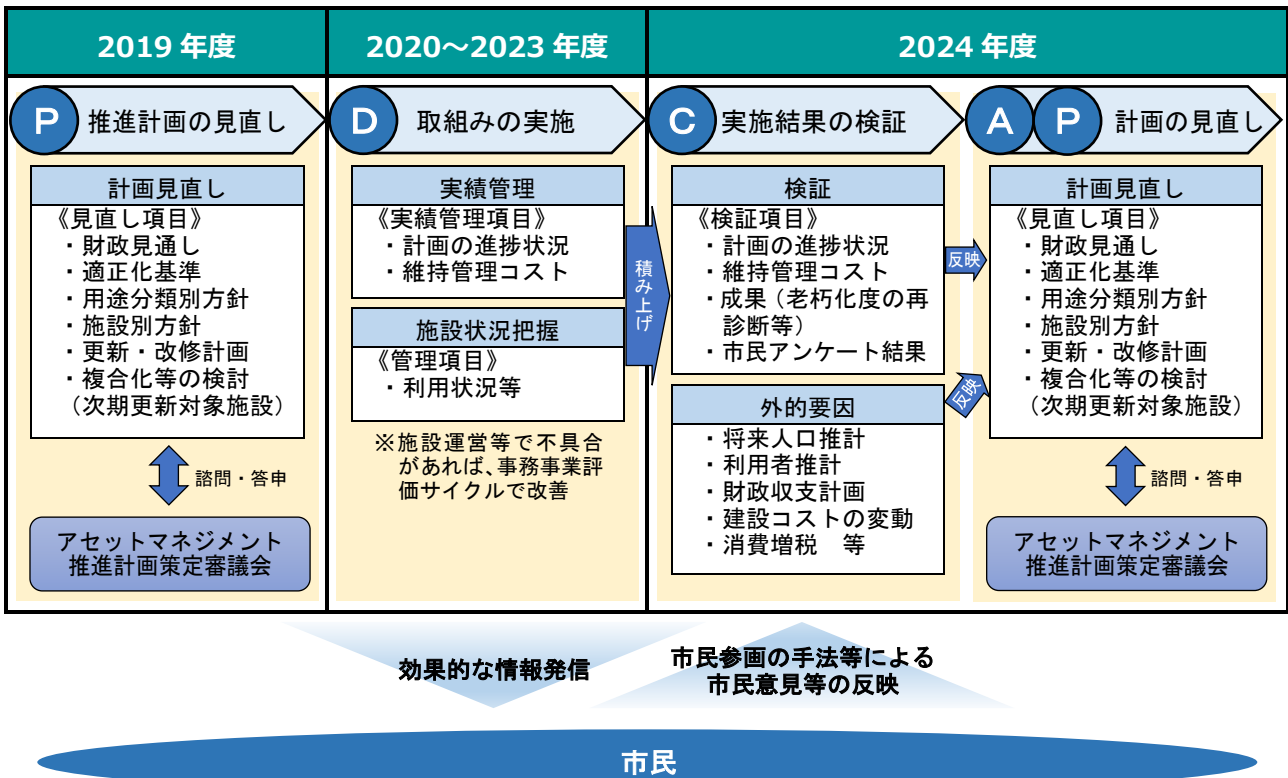 2019 年度
2020～2023 年度
2024 年度
P 推進計画の見直し
D 取組みの実施
C 実施結果の検証
A P 計画の見直し
計画見直し
《見直し項目》
・財政見通し
・適正化基準
・用途分類別方針
・施設別方針
・更新・改修計画
・複合化等の検討
（次期更新対象施設）
諮問・答申
アセットマネジメント
推進計画策定審議会
実績管理
《実績管理項目》
・計画の進捗状況
・維持管理コスト
施設状況把握
《管理項目》
・利用状況等
※施設運営等で不具合
があれば、事務事業評
価サイクルで改善
積み上げ
検証
《検証項目》
・計画の進捗状況
・維持管理コスト
・成果（老朽化度の再
診断等）
・市民アンケート結果
外的要因
・将来人口推計
・利用者推計
・財政収支計画
・建設コストの変動
・消費増税　等
反映
反映
計画見直し
《見直し項目》
・財政見通し
・適正化基準
・用途分類別方針
・施設別方針
・更新・改修計画
・複合化等の検討
（次期更新対象施設）
諮問・答申
アセットマネジメント
推進計画策定審議会
効果的な情報発信
市民参画の手法等による
市民意見等の反映
市民